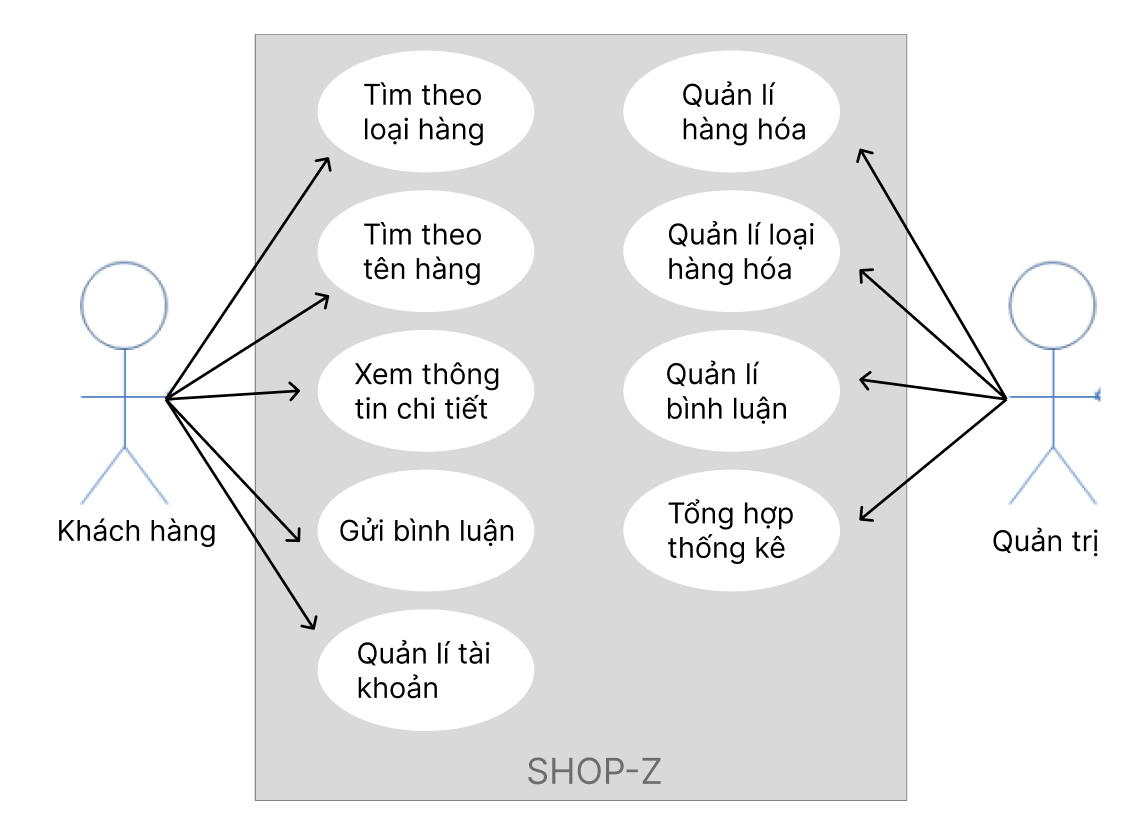 Tìm theo
loại hàng
Tìm theo
tên hàng
Xem thông
tin chi tiết
Gửi bình luận
Quản lí tài
khoản
Quản lí
hàng hóa
Quản lí loại
hàng hóa
Quản lí
bình luận
Tổng hợp
thống kê
Khách hàng
Quản trị
SHOP-Z